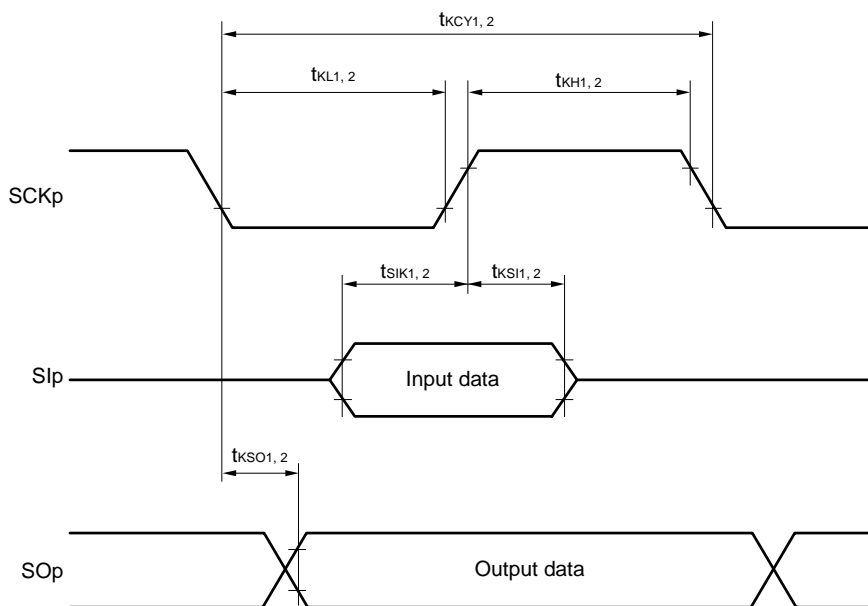 tKCY1, 2
tKL1, 2
tKH1, 2
SCKp
tSIK1, 2
tKSI1, 2
SIp
Input data
tKSO1, 2
SOp
Output data